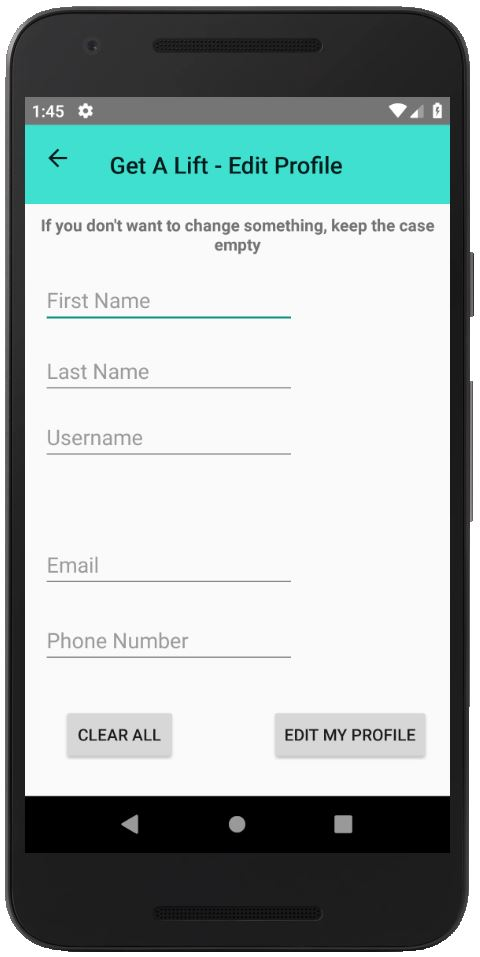 1:45
Get A Lift - Edit Profile
If you don't want to change something, keep the case
empty
First Name
Last Name
Username
Email
Phone Number
CLEAR ALL
EDIT MY PROFILE